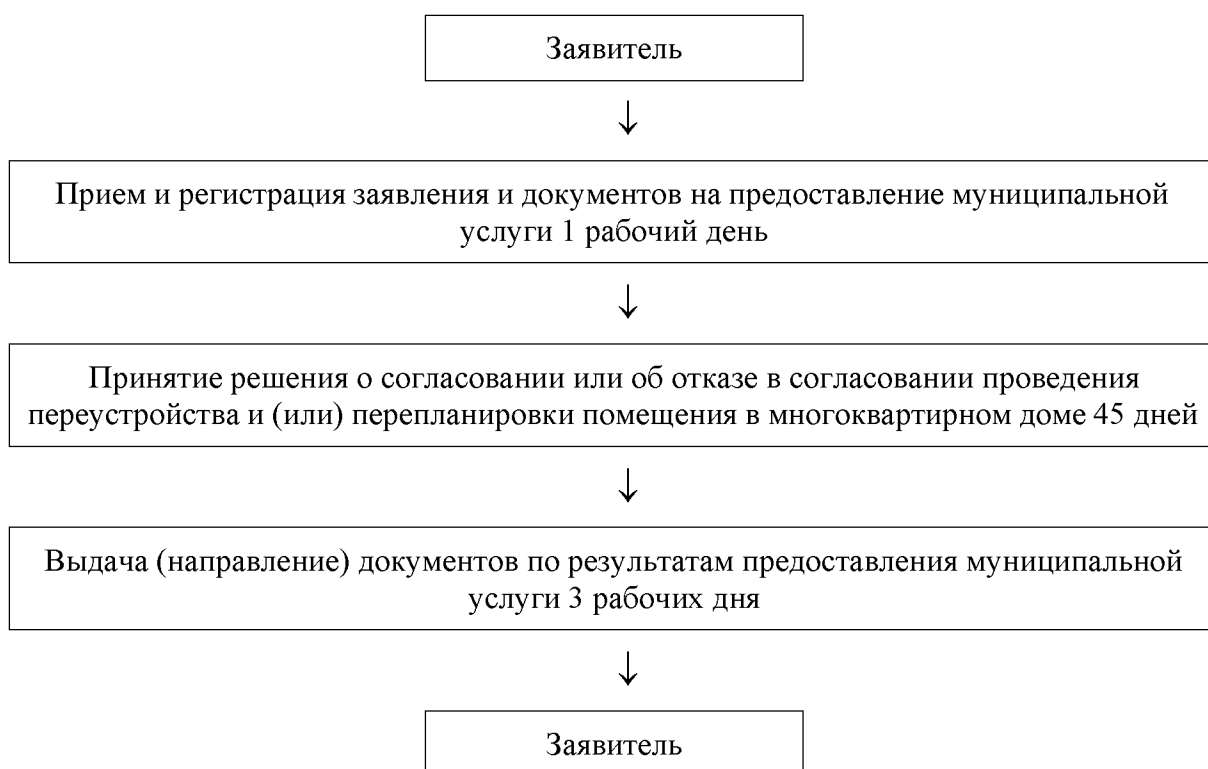 Заявитель
↓
Прием и регистрация заявления и документов на предоставление муниципальной
услуги 1 рабочий день
↓
Принятие решения о согласовании или об отказе в согласовании проведения
переустройства и (или) перепланировки помещения в многоквартирном доме 45 дней
↓
Выдача (направление) документов по результатам предоставления муниципальной
услуги 3 рабочих дня
↓
Заявитель